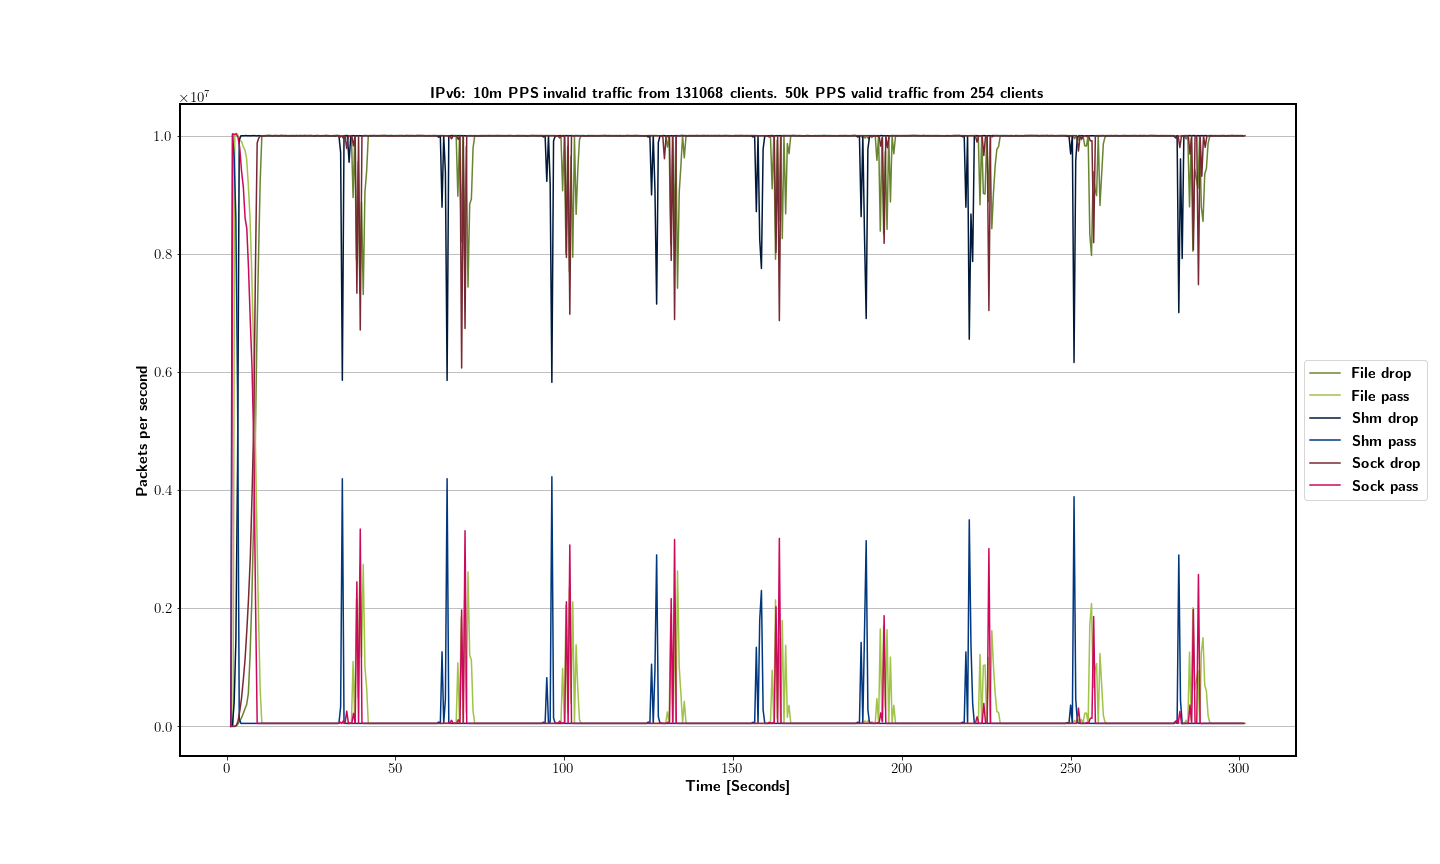 IPv6: 10m PPS invalid traffic from 131068 clients. 50k PPS valid traffic from 254 clients
×10⁷
1.0
0.8
0.6
0.4
0.2
0.0
Packets per second
0 50 100 150 200 250 300
Time [Seconds]
File drop
File pass
Shm drop
Shm pass
Sock drop
Sock pass